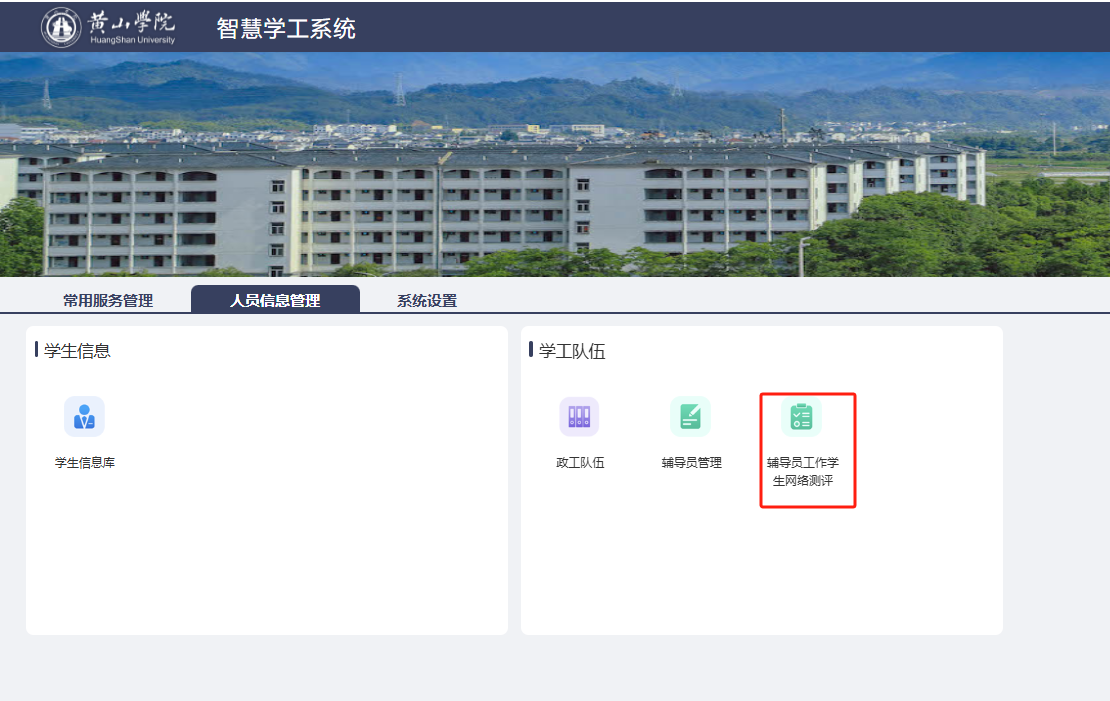 黄山学院
HuangShan University
智慧学工系统
常用服务管理
人员信息管理
系统设置
学生信息
学工队伍
学生信息库
政工队伍
辅导员管理
辅导员工作学
生网络测评